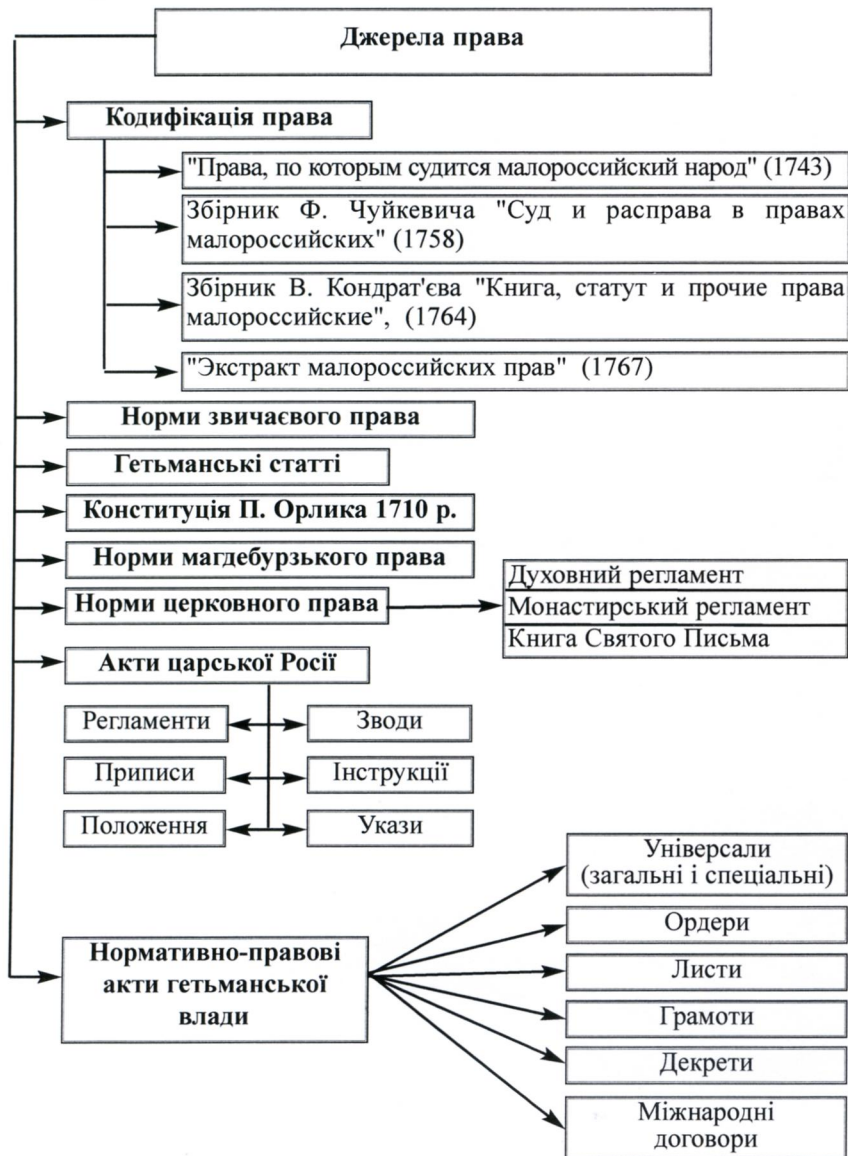 Джерела права
Кодифікація права
"Права, по которым судится малороссийский народ" (1743)
Збірник Ф. Чуйкевича "Суд и расправа в правах
малороссийских" (1758)
Збірник В. Кондрат'єва "Книга, статут и прочие права
малороссийские", (1764)
"Экстракт малороссийских прав" (1767)
Норми звичаєвого права
Гетьманські статті
Конституція П. Орлика 1710 р.
Норми магдебурзького права
Норми церковного права
Духовний регламент
Монастирський регламент
Книга Святого Письма
Акти царської Росії
Регламенти
Зводи
Приписи
Інструкції
Положення
Укази
Нормативно-правові
акти гетьманської
влади
Універсали
(загальні і спеціальні)
Ордери
Листи
Грамоти
Декрети
Міжнародні
договори